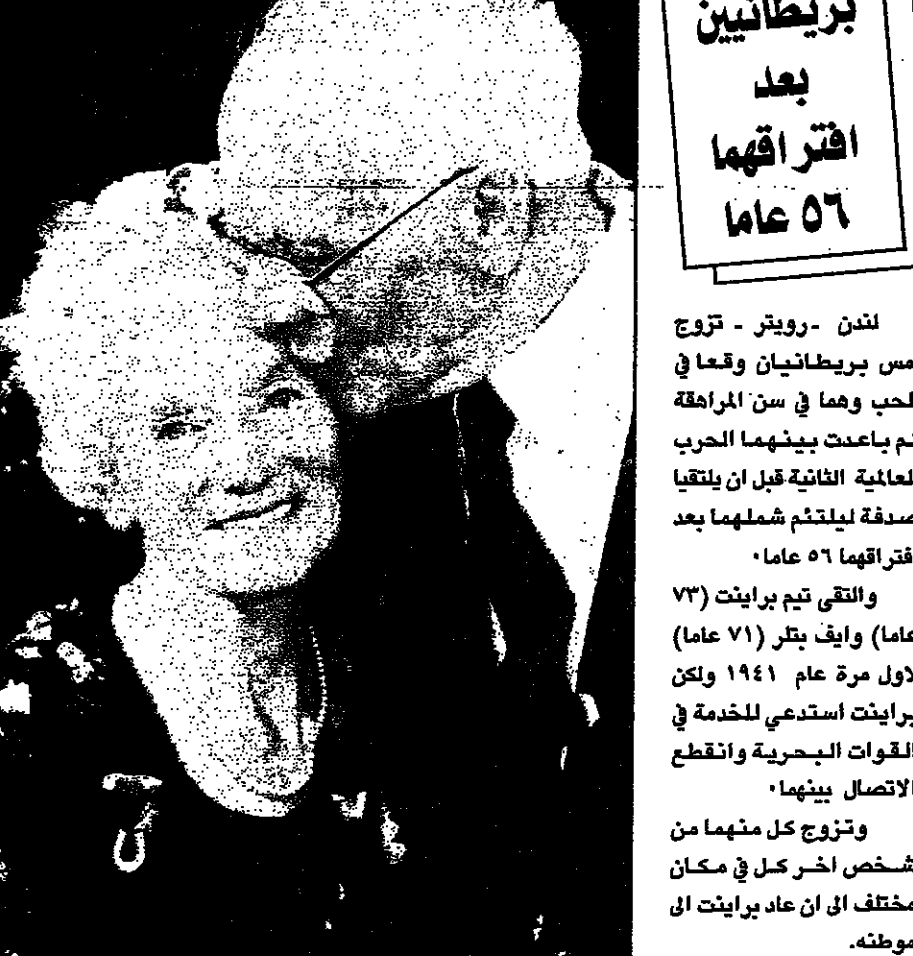 بريطانيين
بعد
افتراقهما
٥٦ عاما
لندن - رويتر - تزوج
امس بريطانيان وقعا في
الحب وهما في سن المراهقة
ثم باعدت بينهما الحرب
العالمية الثانية قبل ان يلتقيا
صدفة ليلتئم شملهما بعد
افتراقهما ٥٦ عاما.
والتقى تيم براينت (٧٣
عاما) وايف بتلر (٧١ عاما)
لاول مرة عام ١٩٤١ ولكن
براينت استدعي للخدمة في
القوات البحرية وانقطع
الاتصال بينهما.
وتزوج كل منهما من
شخص اخر كل في مكان
مختلف الى ان عاد براينت الى
موطنه.